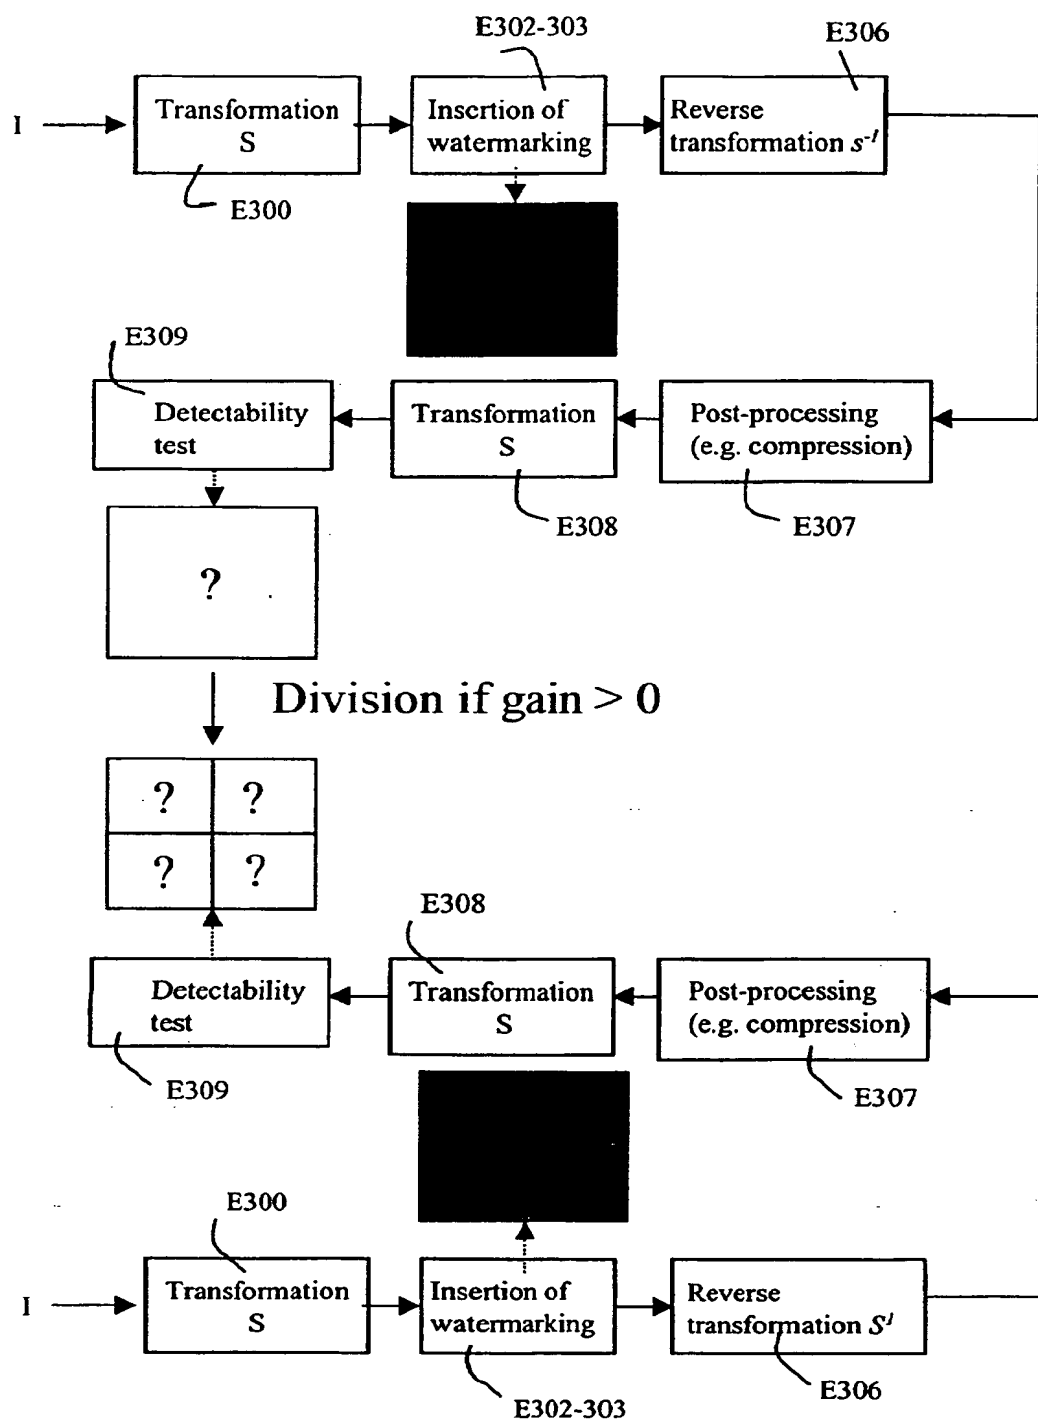 E302-303
E306
I
Transformation
S
Insertion of
watermarking
Reverse
transformation s⁻¹
E300
E309
Detectability
test
Transformation
S
Post-processing
(e.g. compression)
E308
E307
?
Division if gain > 0
? ?
? ?
E308
Detectability
test
Transformation
S
Post-processing
(e.g. compression)
E309
E307
E300
I
Transformation
S
Insertion of
watermarking
Reverse
transformation S¹
E306
E302-303